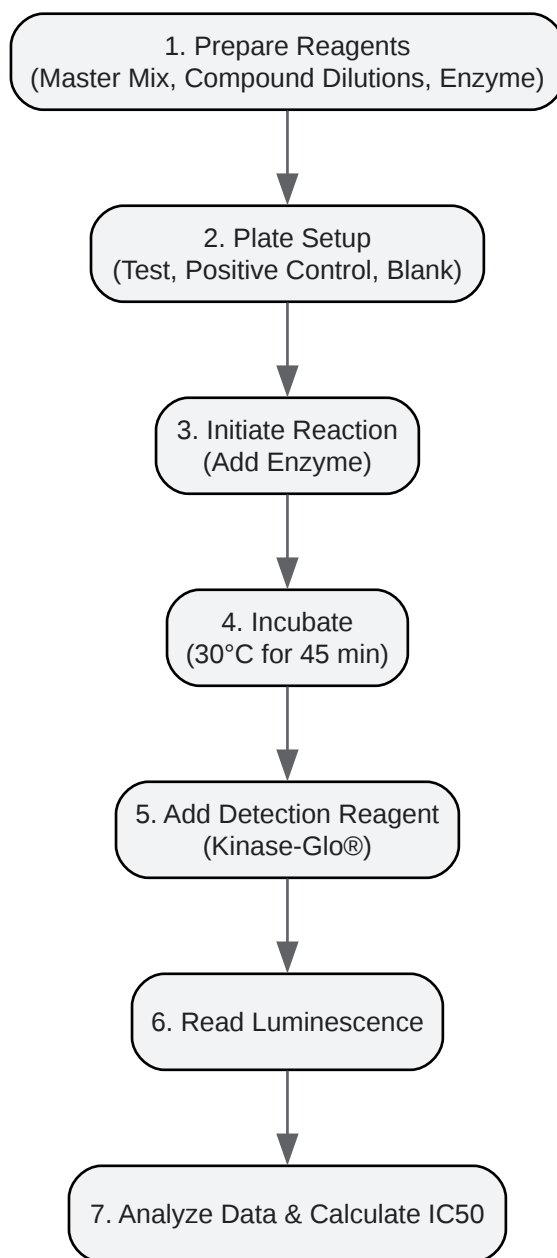 1. Prepare Reagents
(Master Mix, Compound Dilutions, Enzyme)
2. Plate Setup
(Test, Positive Control, Blank)
3. Initiate Reaction
(Add Enzyme)
4. Incubate
(30°C for 45 min)
5. Add Detection Reagent
(Kinase-Glo®)
6. Read Luminescence
7. Analyze Data & Calculate IC50